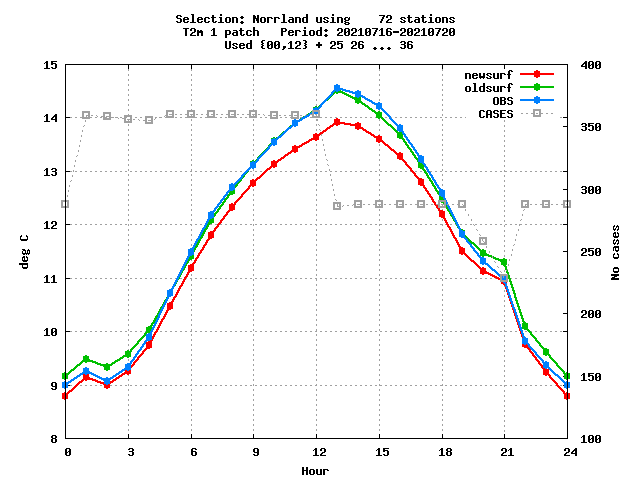 Selection: Norrland using    72 stations
T2m 1 patch   Period: 20210716-20210720
Used {00,12} + 25 26 ... 36
newsurf
oldsurf
OBS
CASES
15
14
13
12
11
10
9
8
deg C
400
350
300
250
200
150
100
No cases
0 3 6 9 12 15 18 21 24
Hour